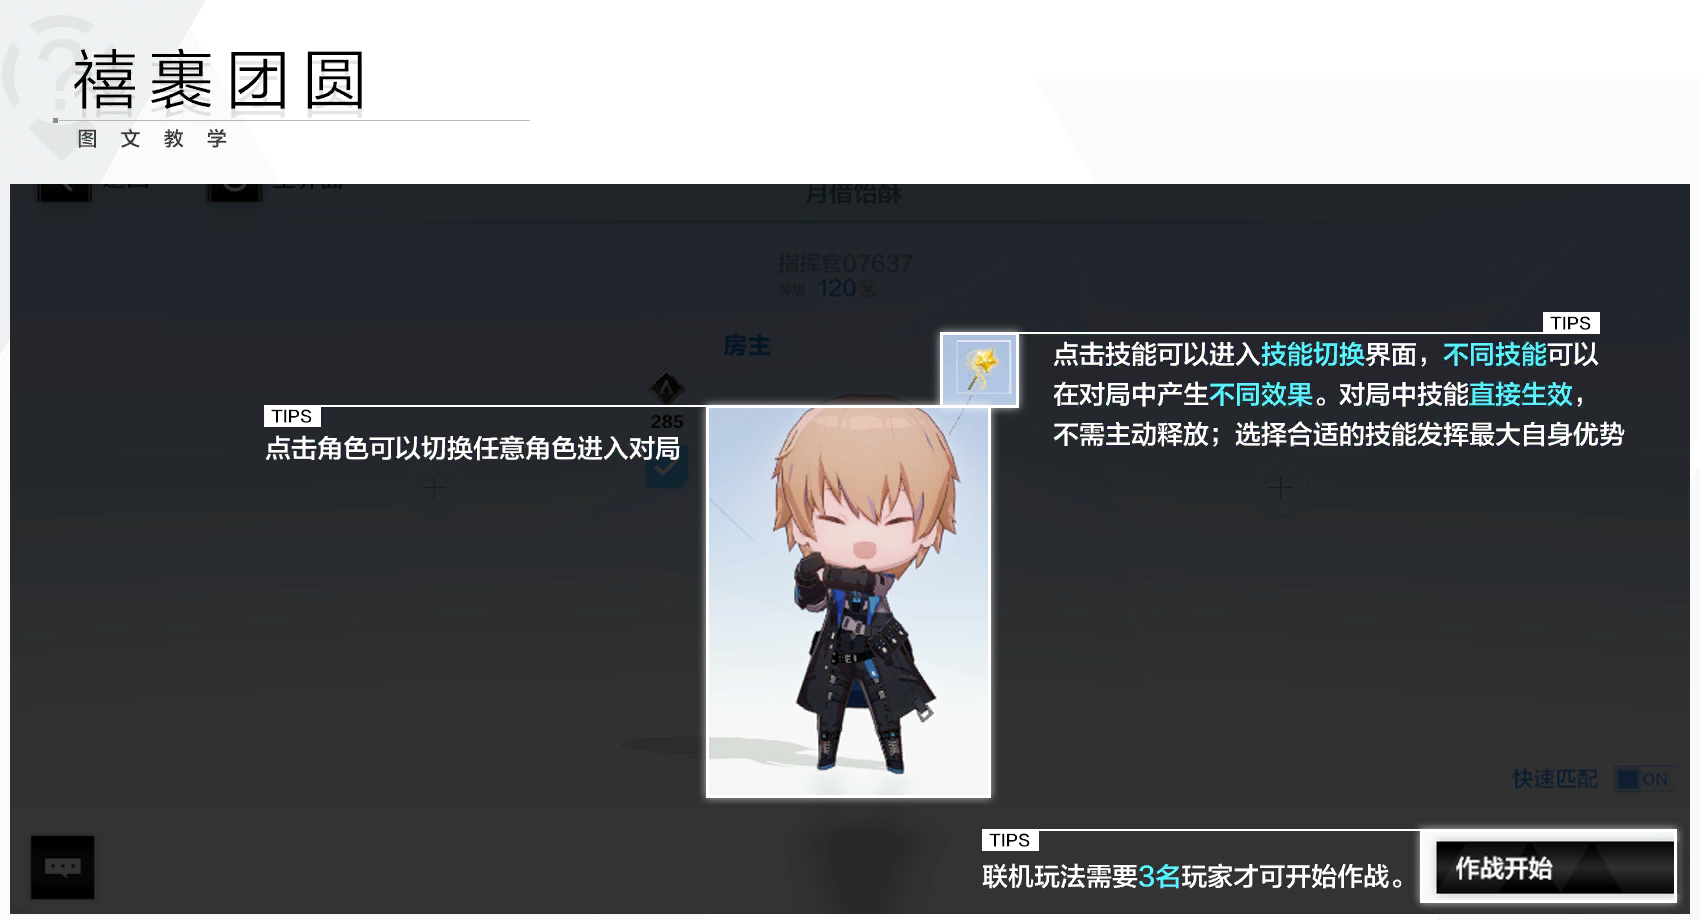 禧裹团圆
图文教学
月倍饴酥
指挥官07637
等级 120
房主
TIPS
点击技能可以进入技能切换界面，不同技能可以
在对局中产生不同效果。对局中技能直接生效，
不需主动释放；选择合适的技能发挥最大自身优势
285
TIPS
点击角色可以切换任意角色进入对局
快速匹配 ON
TIPS
联机玩法需要3名玩家才可开始作战。
作战开始